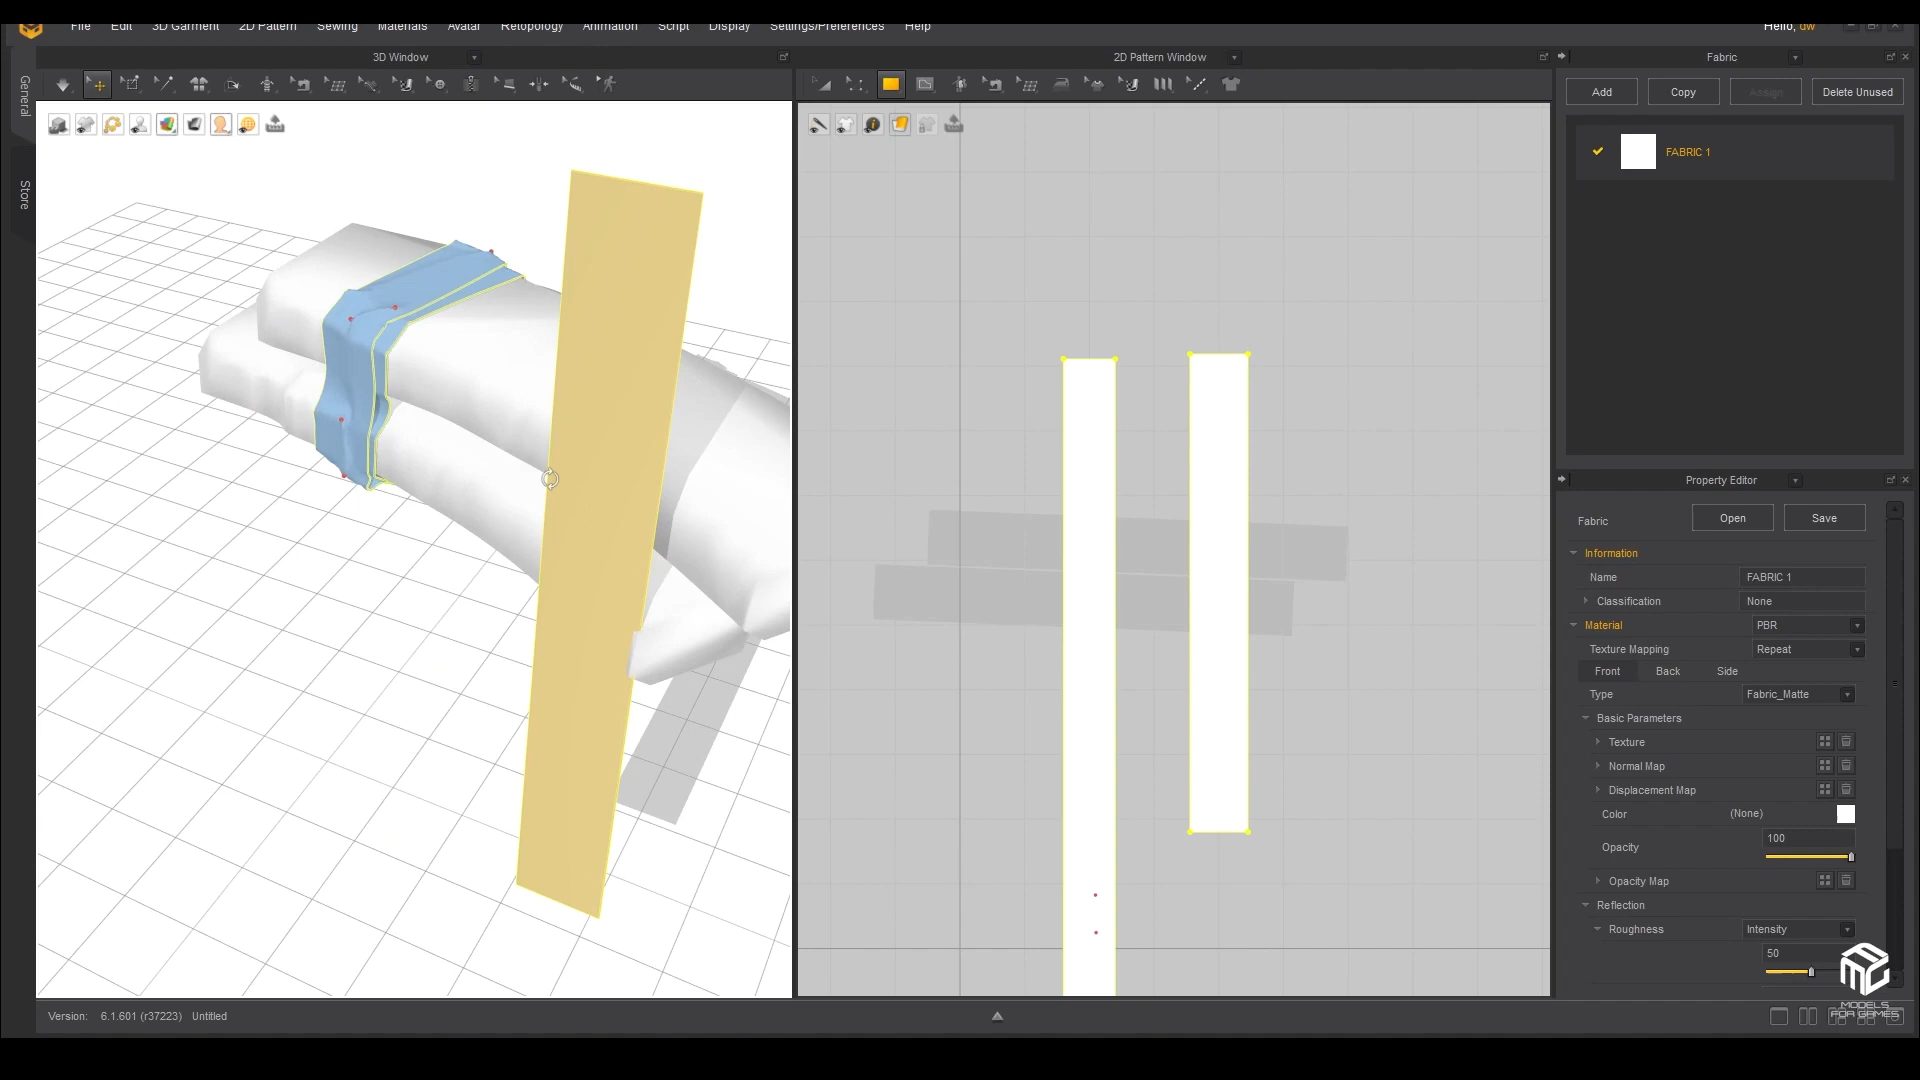 File Edit 3D Garment 2D Pattern Sewing Materials Avatar Retopology Animation Script Display Settings/Preferences Help Hello, dw
3D Window
2D Pattern Window
Fabric
General
Store
Add Copy Assign Delete Unused
FABRIC 1
Property Editor
Fabric Open Save
Information
Name FABRIC 1
Classification None
Material PBR
Texture Mapping Repeat
Front Back Side
Type Fabric_Matte
Basic Parameters
Texture
Normal Map
Displacement Map
Color (None)
Opacity 100
Opacity Map
Reflection
Roughness Intensity
50
MODELS
FOR GAMES
Version: 6.1.601 (r37223) Untitled